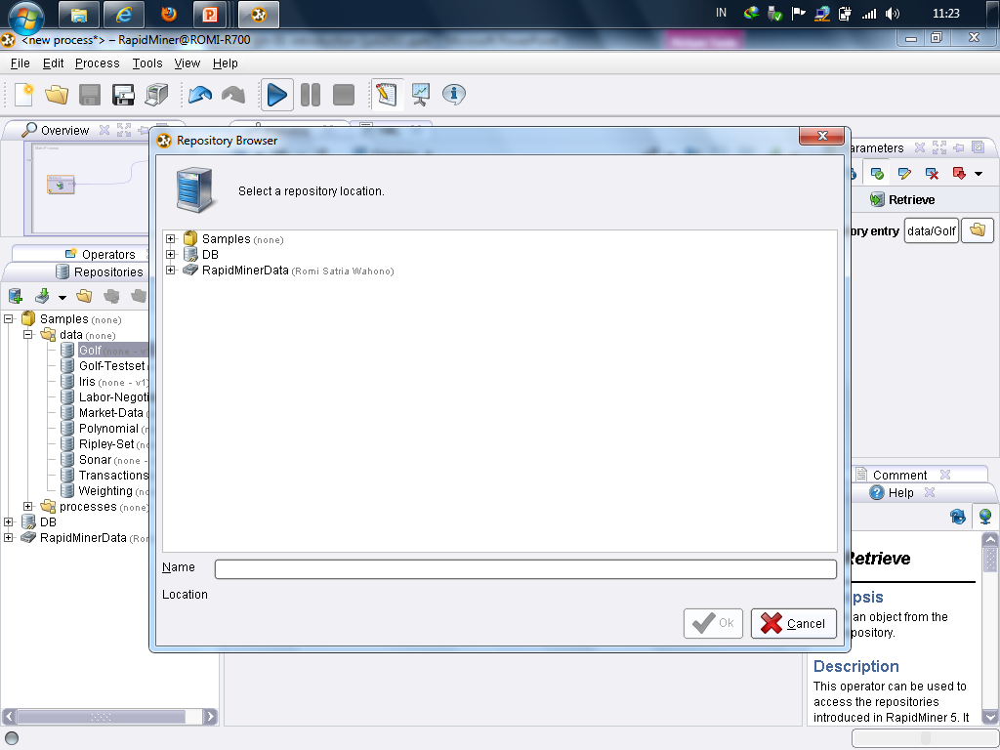 IN
11:23
<new process*> – RapidMiner@ROMI-R700
File Edit Process Tools View Help
Overview
Repository Browser
Select a repository location.
Samples (none)
DB
RapidMinerData (Romi Satria Wahono)
Name
Location
Ok
Cancel
Operators
Repositories
Samples (none)
data (none)
Golf (none - v
Golf-Testset
Iris (none - v1)
Labor-Negoti
Market-Data
Polynomial (n
Ripley-Set (no
Sonar (none -
Transactions
Weighting (no
processes (none)
DB
RapidMinerData (Ron
arameters
Retrieve
ory entry
data/Golf
Comment
Help
Retrieve
psis
an object from the
pository.
Description
This operator can be used to
access the repositories
introduced in RapidMiner 5. It